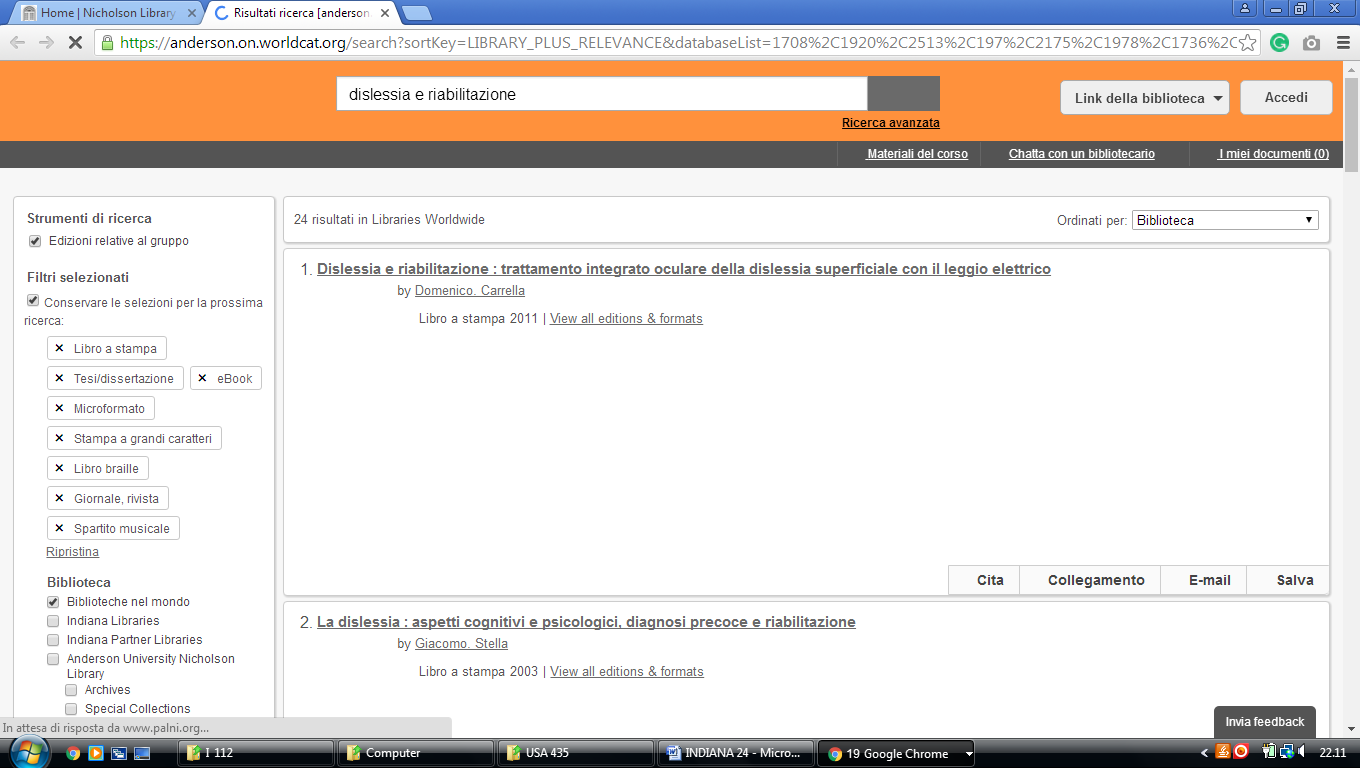 Home | Nicholson Library
Risultati ricerca [anderson.
https://anderson.on.worldcat.org/search?sortKey=LIBRARY_PLUS_RELEVANCE&databaseList=1708%2C1920%2C2513%2C197%2C2175%2C1978%2C1736%2C
dislessia e riabilitazione
Link della biblioteca
Accedi
Ricerca avanzata
Materiali del corso
Chatta con un bibliotecario
I miei documenti (0)
Strumenti di ricerca
Edizioni relative al gruppo
Filtri selezionati
Conservare le selezioni per la prossima
ricerca:
Libro a stampa
Tesi/dissertazione
eBook
Microformato
Stampa a grandi caratteri
Libro braille
Giornale, rivista
Spartito musicale
Ripristina
Biblioteca
Biblioteche nel mondo
Indiana Libraries
Indiana Partner Libraries
Anderson University Nicholson
Library
Archives
Special Collections
24 risultati in Libraries Worldwide
Ordinati per: Biblioteca
1. Dislessia e riabilitazione : trattamento integrato oculare della dislessia superficiale con il leggio elettrico
by Domenico. Carrella
Libro a stampa 2011 | View all editions & formats
Cita
Collegamento
E-mail
Salva
2. La dislessia : aspetti cognitivi e psicologici, diagnosi precoce e riabilitazione
by Giacomo. Stella
Libro a stampa 2003 | View all editions & formats
Invia feedback
In attesa di risposta da www.palni.org...
I 112
Computer
USA 435
INDIANA 24 - Micro...
19 Google Chrome
22.11